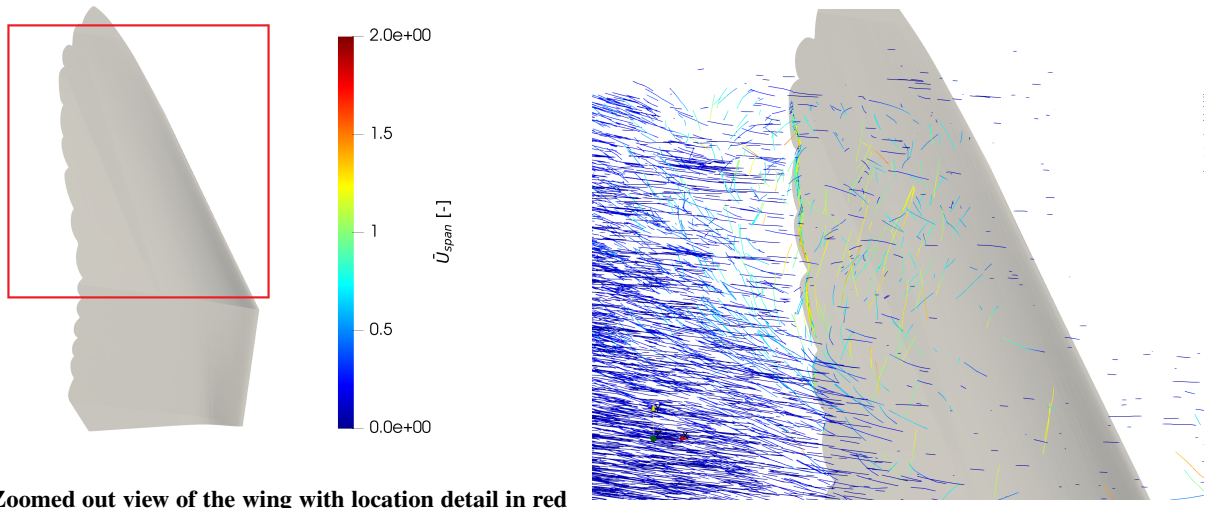 2.0e+00
1.5
1
0.5
0.0e+00
Ūspan [-]
Zoomed out view of the wing with location detail in red